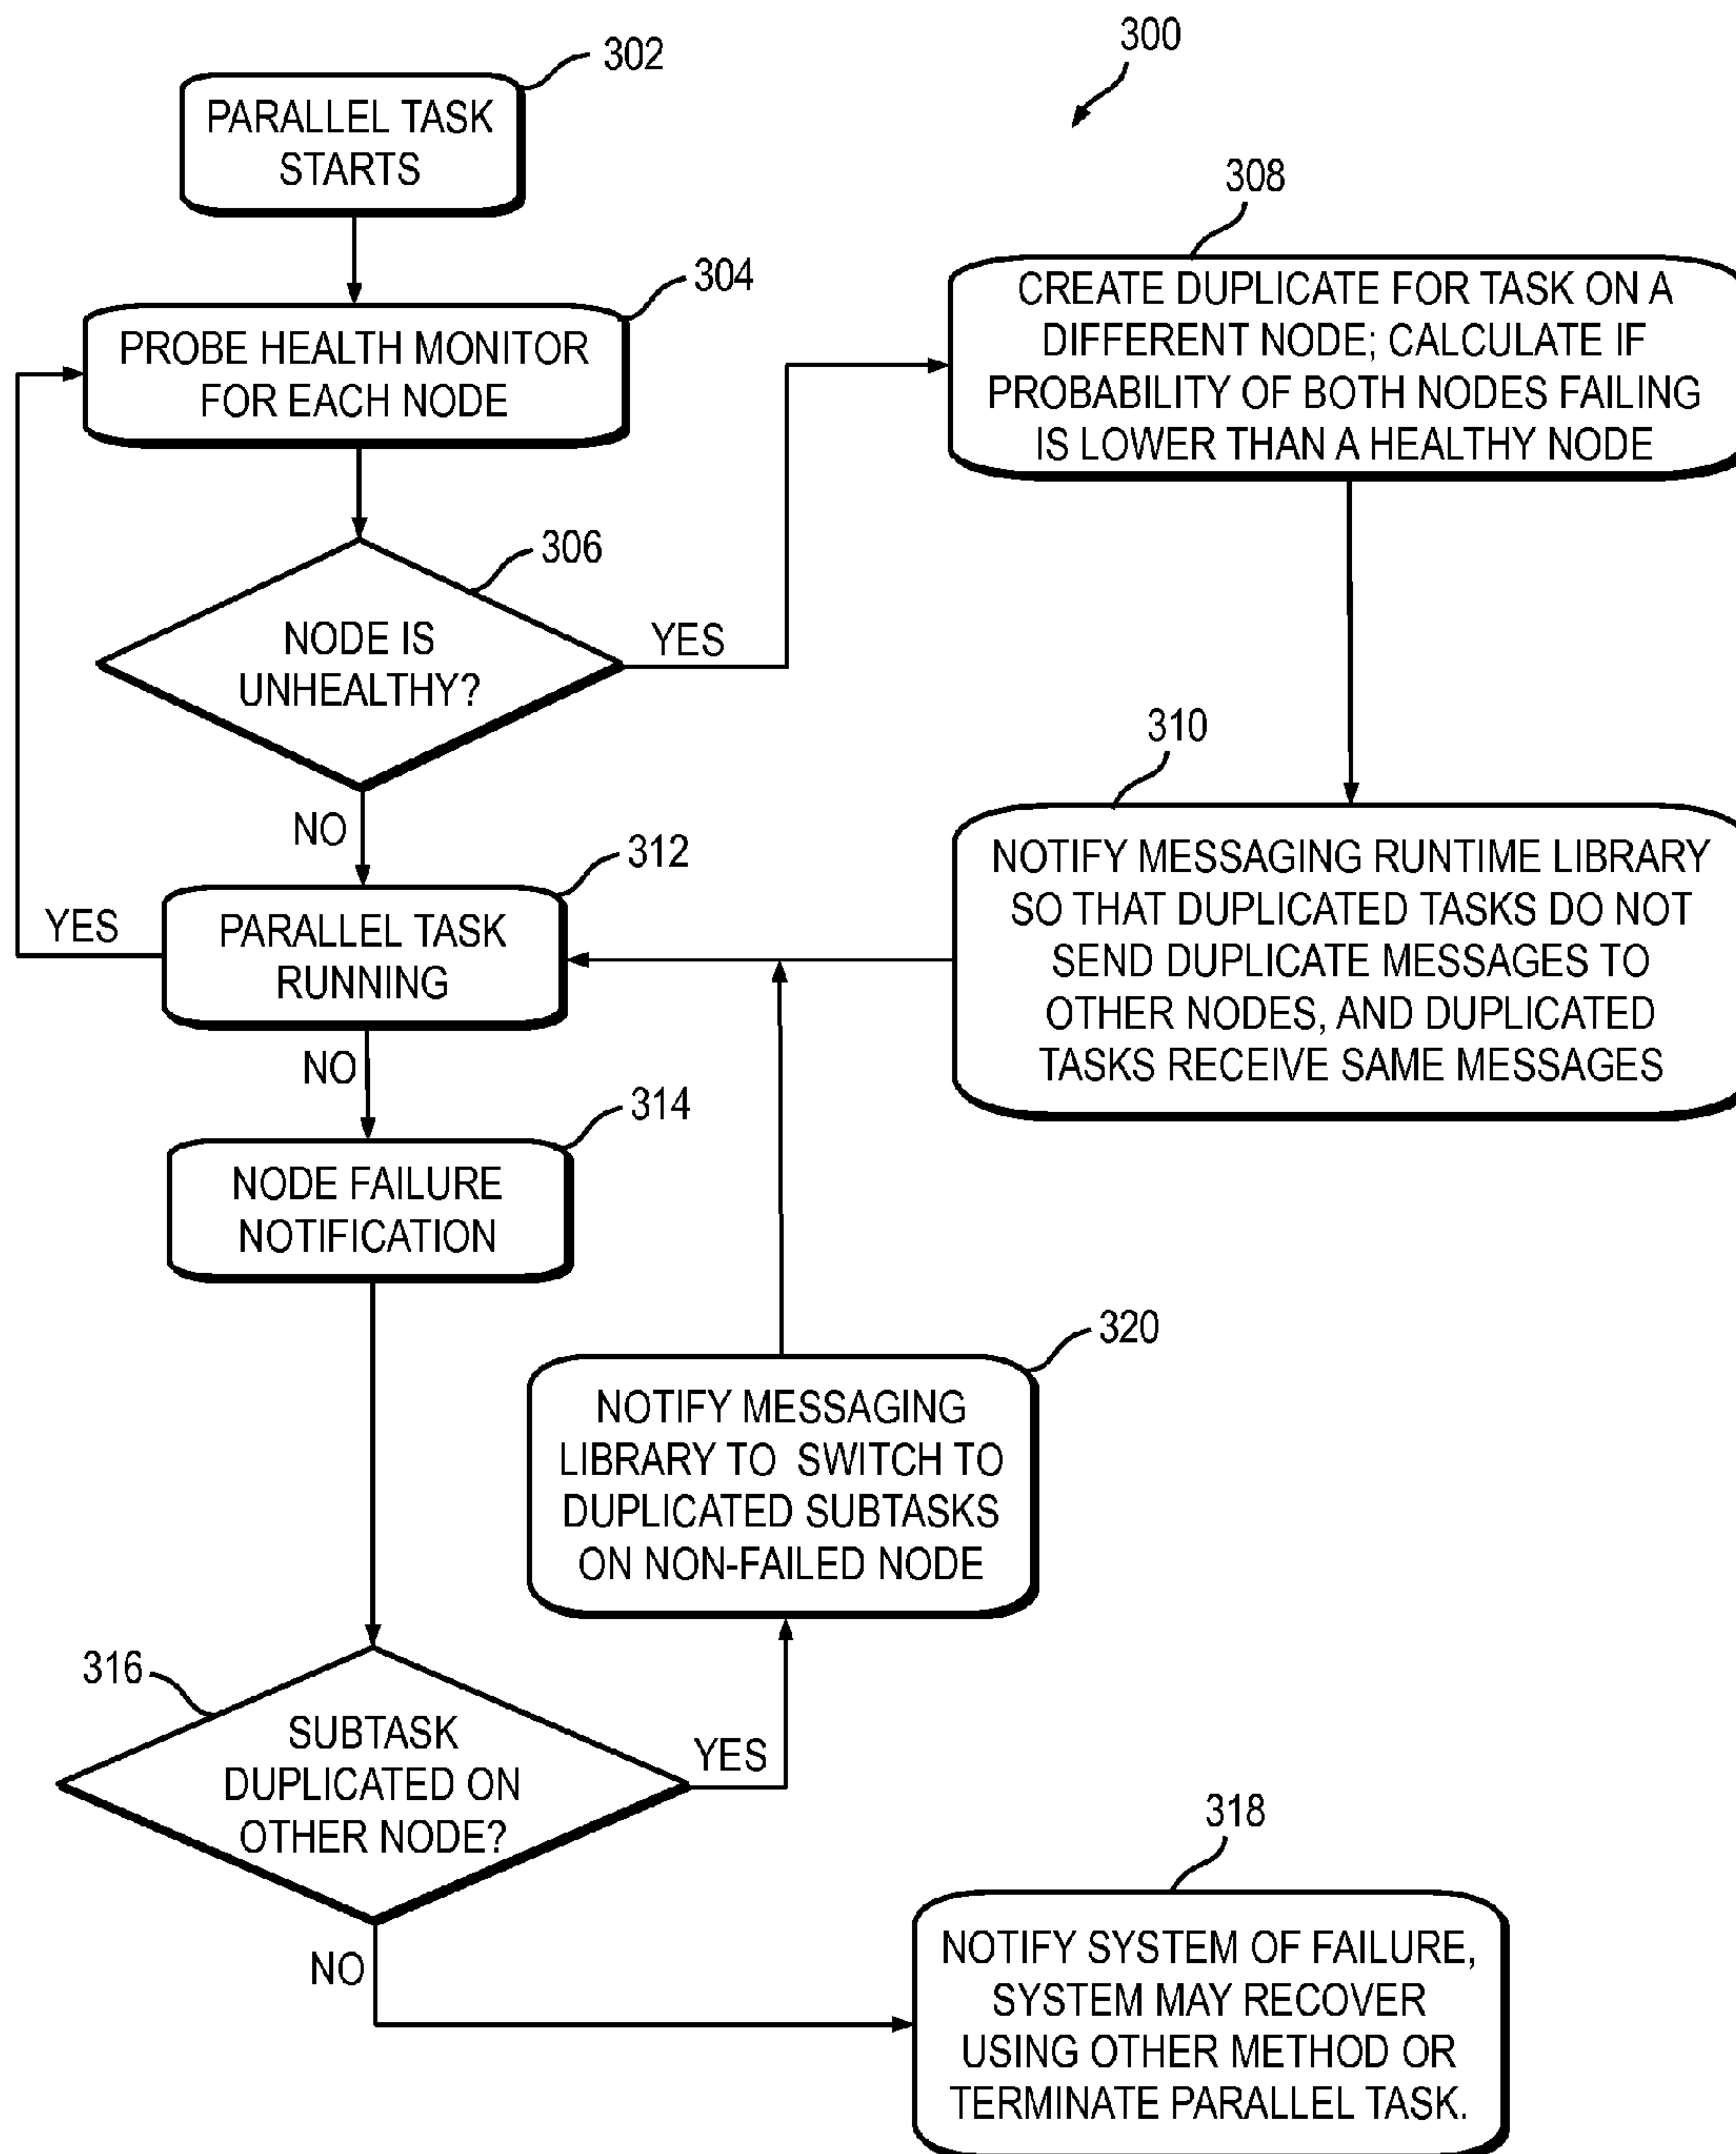 300
302
PARALLEL TASK
STARTS
304
PROBE HEALTH MONITOR
FOR EACH NODE
306
NODE IS
UNHEALTHY?
YES
NO
308
CREATE DUPLICATE FOR TASK ON A
DIFFERENT NODE; CALCULATE IF
PROBABILITY OF BOTH NODES FAILING
IS LOWER THAN A HEALTHY NODE
310
NOTIFY MESSAGING RUNTIME LIBRARY
SO THAT DUPLICATED TASKS DO NOT
SEND DUPLICATE MESSAGES TO
OTHER NODES, AND DUPLICATED
TASKS RECEIVE SAME MESSAGES
312
PARALLEL TASK
RUNNING
YES
NO
314
NODE FAILURE
NOTIFICATION
316
SUBTASK
DUPLICATED ON
OTHER NODE?
YES
NO
320
NOTIFY MESSAGING
LIBRARY TO SWITCH TO
DUPLICATED SUBTASKS
ON NON-FAILED NODE
318
NOTIFY SYSTEM OF FAILURE,
SYSTEM MAY RECOVER
USING OTHER METHOD OR
TERMINATE PARALLEL TASK.